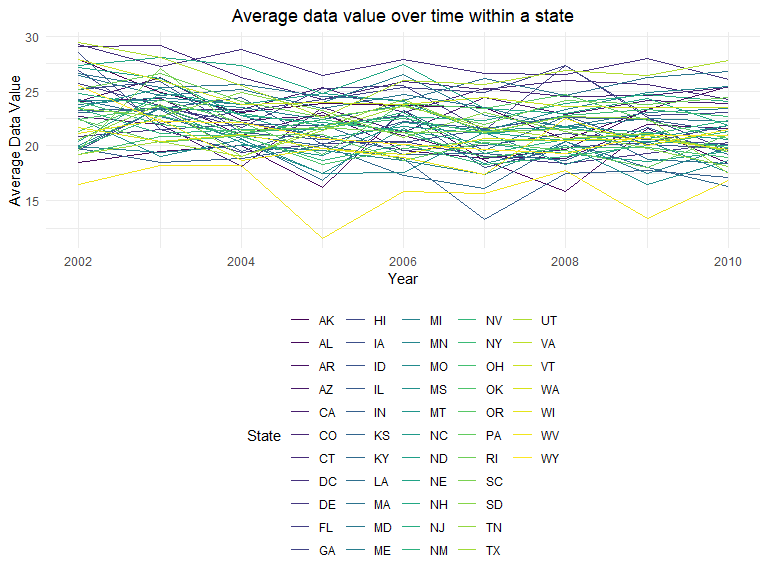 Average data value over time within a state
30
25
20
15
Average Data Value
2002 2004 2006 2008 2010
Year
State
AK HI MI NV UT
AL IA MN NY VA
AR ID MO OH VT
AZ IL MS OK WA
CA IN MT OR WI
CO KS NC PA WV
CT KY ND RI WY
DC LA NE SC
DE MA NH SD
FL MD NJ TN
GA ME NM TX